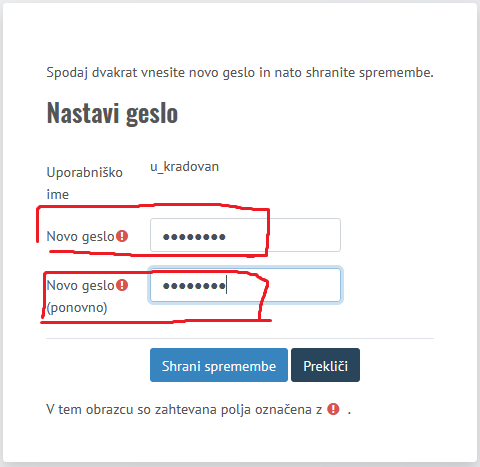 Spodaj dvakrat vnesite novo geslo in nato shranite spremembe.
Nastavi geslo
Uporabniško
ime
u_kradovan
Novo geslo
••••••••
Novo geslo
(ponovno)
••••••••
Shrani spremembe
Prekliči
V tem obrazcu so zahtevana polja označena z .